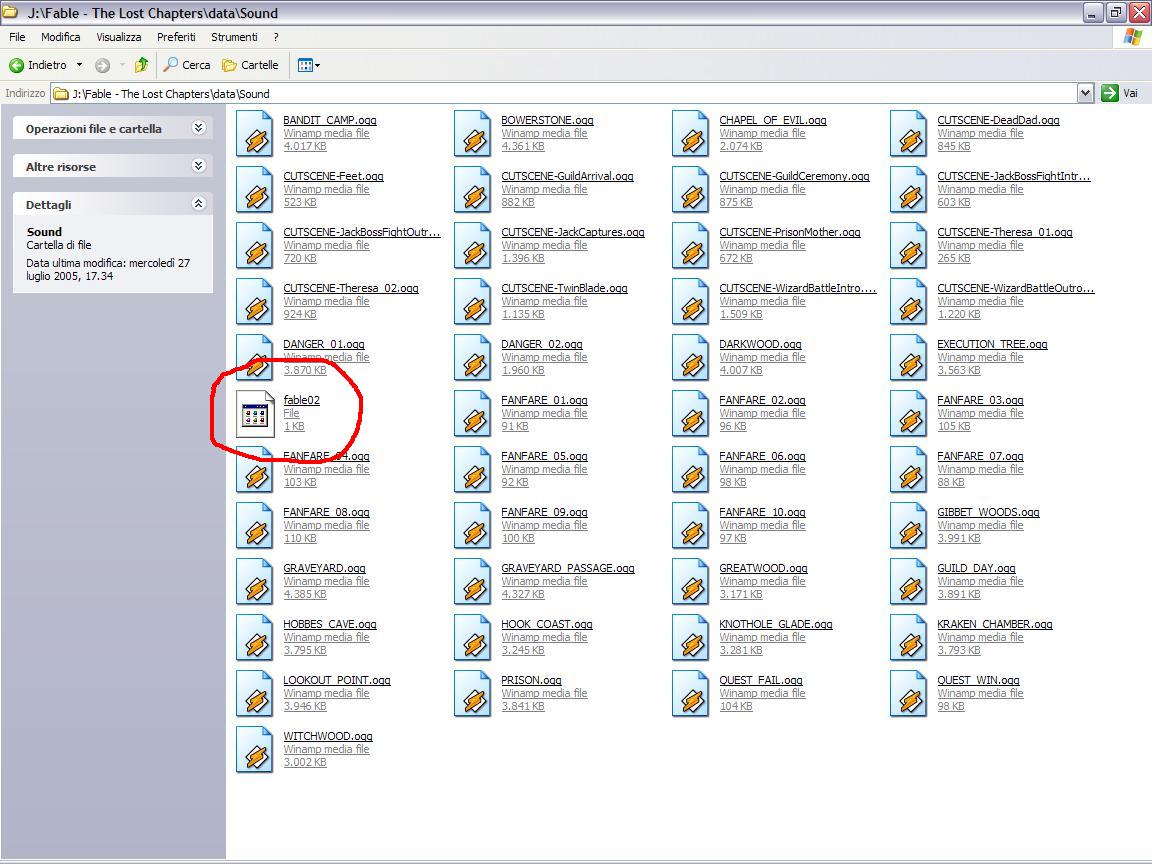 J:\Fable - The Lost Chapters\data\Sound
File Modifica Visualizza Preferiti Strumenti ?
Indietro Cerca Cartelle
Indirizzo J:\Fable - The Lost Chapters\data\Sound Vai
Operazioni file e cartella
Altre risorse
Dettagli
Sound
Cartella di file
Data ultima modifica: mercoledì 27
luglio 2005, 17.34
BANDIT_CAMP.ogg
Winamp media file
4.017 KB
BOWERSTONE.ogg
Winamp media file
4.361 KB
CHAPEL_OF_EVIL.ogg
Winamp media file
2.074 KB
CUTSCENE-DeadDad.ogg
Winamp media file
845 KB
CUTSCENE-Feet.ogg
Winamp media file
523 KB
CUTSCENE-GuildArrival.ogg
Winamp media file
882 KB
CUTSCENE-GuildCeremony.ogg
Winamp media file
875 KB
CUTSCENE-JackBossFightIntr...
Winamp media file
603 KB
CUTSCENE-JackBossFightOutr...
Winamp media file
720 KB
CUTSCENE-JackCaptures.ogg
Winamp media file
1.396 KB
CUTSCENE-PrisonMother.ogg
Winamp media file
672 KB
CUTSCENE-Theresa_01.ogg
Winamp media file
265 KB
CUTSCENE-Theresa_02.ogg
Winamp media file
924 KB
CUTSCENE-TwinBlade.ogg
Winamp media file
1.135 KB
CUTSCENE-WizardBattleIntro....
Winamp media file
1.509 KB
CUTSCENE-WizardBattleOutro...
Winamp media file
1.220 KB
DANGER_01.ogg
Winamp media file
3.870 KB
DANGER_02.ogg
Winamp media file
1.960 KB
DARKWOOD.ogg
Winamp media file
4.007 KB
EXECUTION_TREE.ogg
Winamp media file
3.563 KB
fable02
File
1 KB
FANFARE_01.ogg
Winamp media file
91 KB
FANFARE_02.ogg
Winamp media file
96 KB
FANFARE_03.ogg
Winamp media file
105 KB
FANFARE_04.ogg
Winamp media file
103 KB
FANFARE_05.ogg
Winamp media file
92 KB
FANFARE_06.ogg
Winamp media file
98 KB
FANFARE_07.ogg
Winamp media file
88 KB
FANFARE_08.ogg
Winamp media file
110 KB
FANFARE_09.ogg
Winamp media file
100 KB
FANFARE_10.ogg
Winamp media file
97 KB
GIBBET_WOODS.ogg
Winamp media file
3.991 KB
GRAVEYARD.ogg
Winamp media file
4.385 KB
GRAVEYARD_PASSAGE.ogg
Winamp media file
4.327 KB
GREATWOOD.ogg
Winamp media file
3.171 KB
GUILD_DAY.ogg
Winamp media file
3.891 KB
HOBBES_CAVE.ogg
Winamp media file
3.795 KB
HOOK_COAST.ogg
Winamp media file
3.245 KB
KNOTHOLE_GLADE.ogg
Winamp media file
3.281 KB
KRAKEN_CHAMBER.ogg
Winamp media file
3.793 KB
LOOKOUT_POINT.ogg
Winamp media file
3.946 KB
PRISON.ogg
Winamp media file
3.841 KB
QUEST_FAIL.ogg
Winamp media file
104 KB
QUEST_WIN.ogg
Winamp media file
98 KB
WITCHWOOD.ogg
Winamp media file
3.002 KB